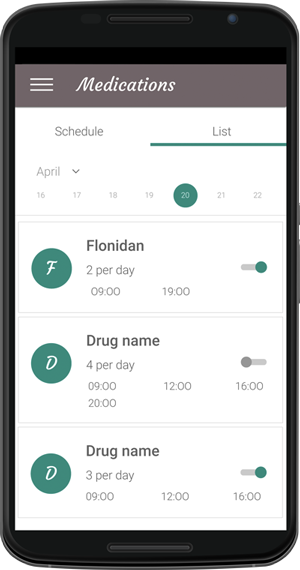 Medications
Schedule List
April
16 17 18 19 20 21 22
F
Flonidan
2 per day
09:00 19:00
D
Drug name
4 per day
09:00 12:00 16:00
20:00
D
Drug name
3 per day
09:00 12:00 16:00